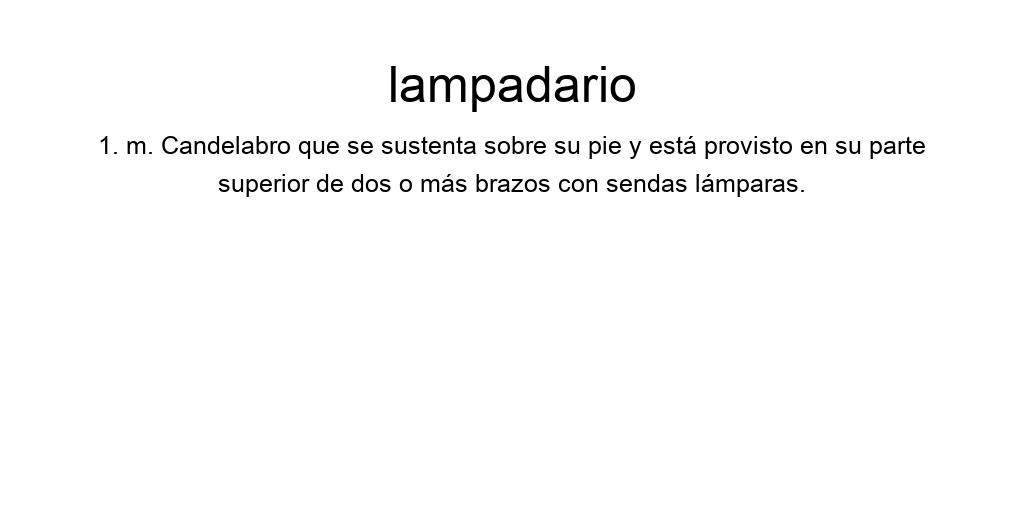 lampadario
1. m. Candelabro que se sustenta sobre su pie y está provisto en su parte
superior de dos o más brazos con sendas lámparas.